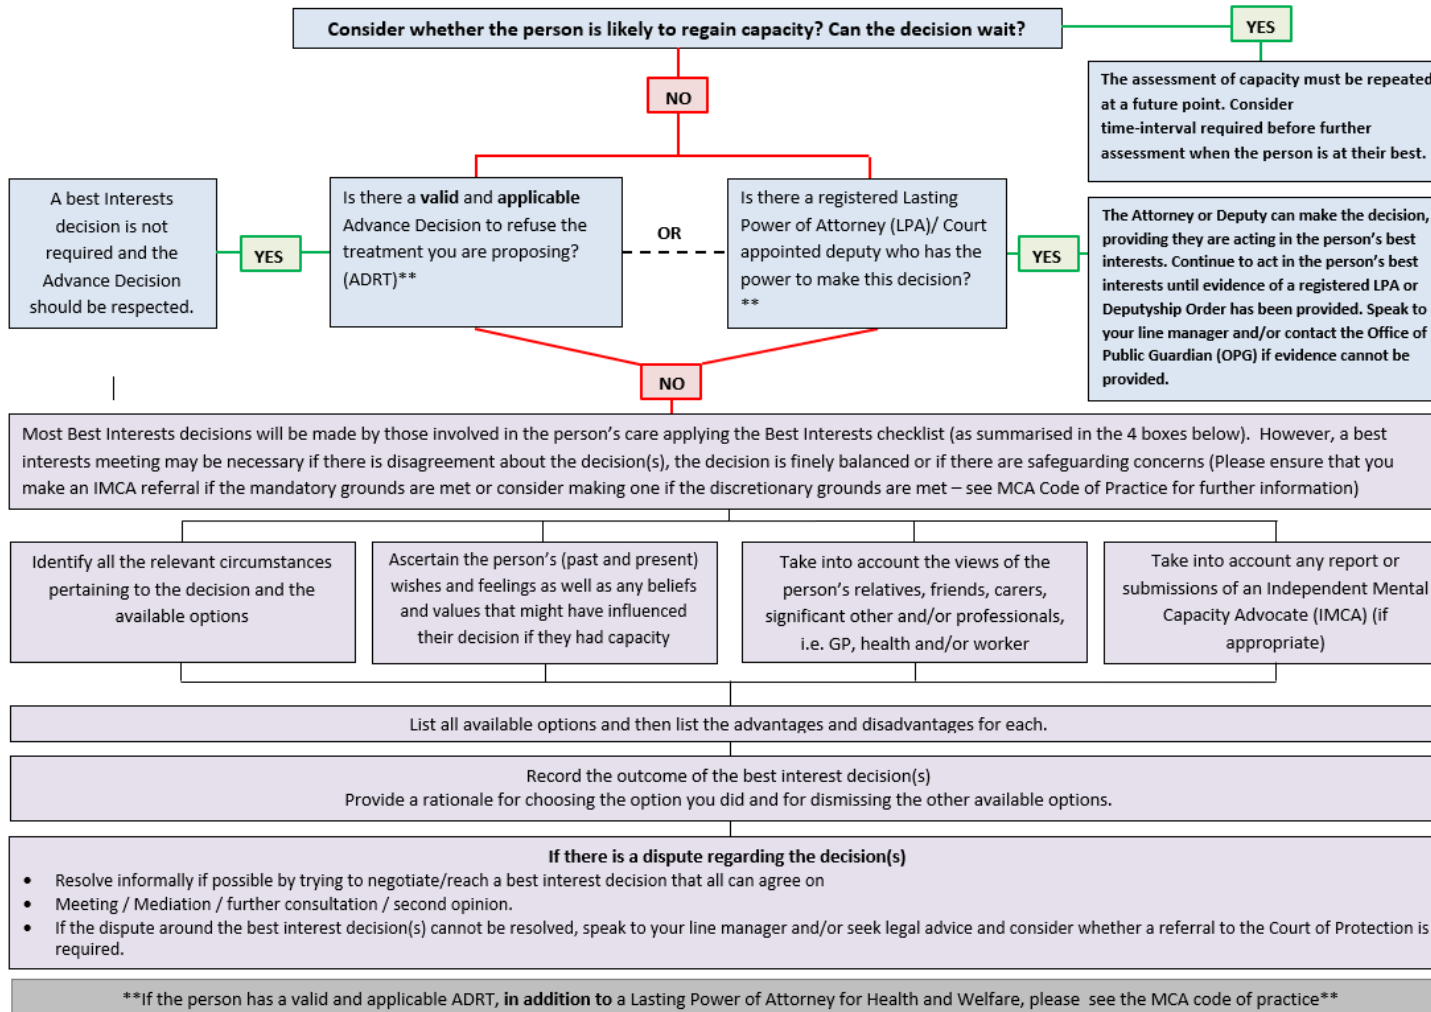 Consider whether the person is likely to regain capacity? Can the decision wait?
YES
NO
The assessment of capacity must be repeated
at a future point. Consider
time-interval required before further
assessment when the person is at their best.
A best Interests
decision is not
required and the
Advance Decision
should be respected.
YES
Is there a valid and applicable
Advance Decision to refuse the
treatment you are proposing?
(ADRT)**
OR
Is there a registered Lasting
Power of Attorney (LPA)/ Court
appointed deputy who has the
power to make this decision?
**
YES
The Attorney or Deputy can make the decision,
providing they are acting in the person's best
interests. Continue to act in the person's best
interests until evidence of a registered LPA or
Deputyship Order has been provided. Speak to
your line manager and/or contact the Office of
Public Guardian (OPG) if evidence cannot be
provided.
NO
Most Best Interests decisions will be made by those involved in the person's care applying the Best Interests checklist (as summarised in the 4 boxes below). However, a best
interests meeting may be necessary if there is disagreement about the decision(s), the decision is finely balanced or if there are safeguarding concerns (Please ensure that you
make an IMCA referral if the mandatory grounds are met or consider making one if the discretionary grounds are met – see MCA Code of Practice for further information)
Identify all the relevant circumstances
pertaining to the decision and the
available options
Ascertain the person's (past and present)
wishes and feelings as well as any beliefs
and values that might have influenced
their decision if they had capacity
Take into account the views of the
person's relatives, friends, carers,
significant other and/or professionals,
i.e. GP, health and/or worker
Take into account any report or
submissions of an Independent Mental
Capacity Advocate (IMCA) (if
appropriate)
List all available options and then list the advantages and disadvantages for each.
Record the outcome of the best interest decision(s)
Provide a rationale for choosing the option you did and for dismissing the other available options.
If there is a dispute regarding the decision(s)
• Resolve informally if possible by trying to negotiate/reach a best interest decision that all can agree on
• Meeting / Mediation / further consultation / second opinion.
• If the dispute around the best interest decision(s) cannot be resolved, speak to your line manager and/or seek legal advice and consider whether a referral to the Court of Protection is
required.
**If the person has a valid and applicable ADRT, in addition to a Lasting Power of Attorney for Health and Welfare, please see the MCA code of practice**